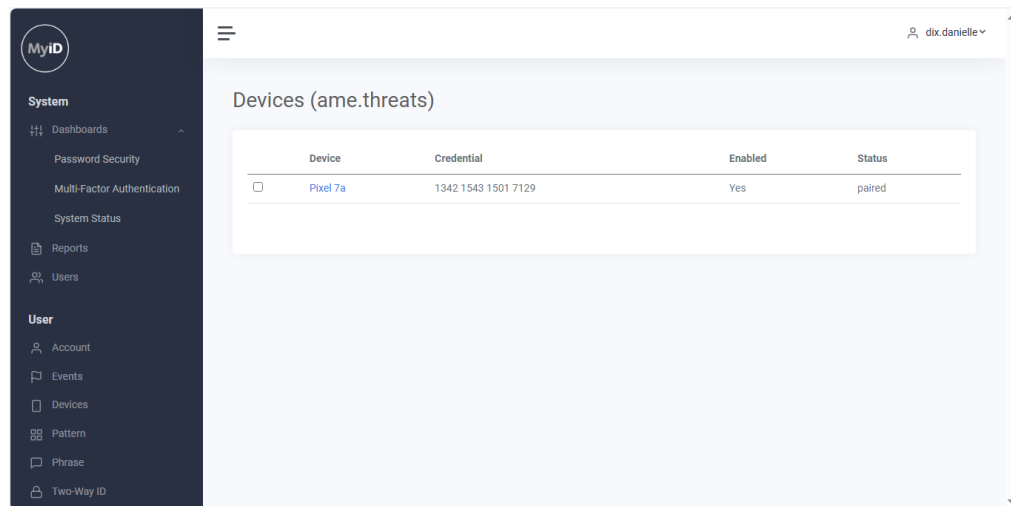 MyiD
dix.danielle
System
Dashboards
Password Security
Multi-Factor Authentication
System Status
Reports
Users
User
Account
Events
Devices
Pattern
Phrase
Two-Way ID
Devices (ame.threats)
Device Credential Enabled Status
Pixel 7a 1342 1543 1501 7129 Yes paired